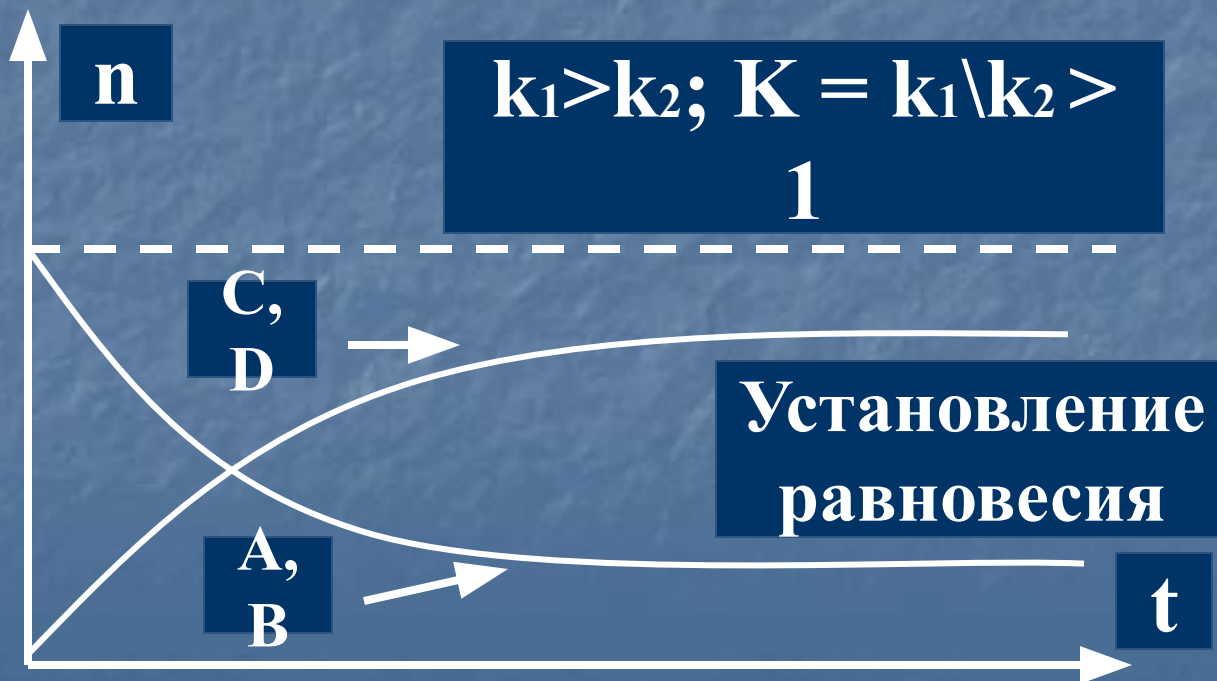 n
k₁>k₂; K = k₁\k₂ >
1
C,
D
Установление
равновесия
A,
B
t